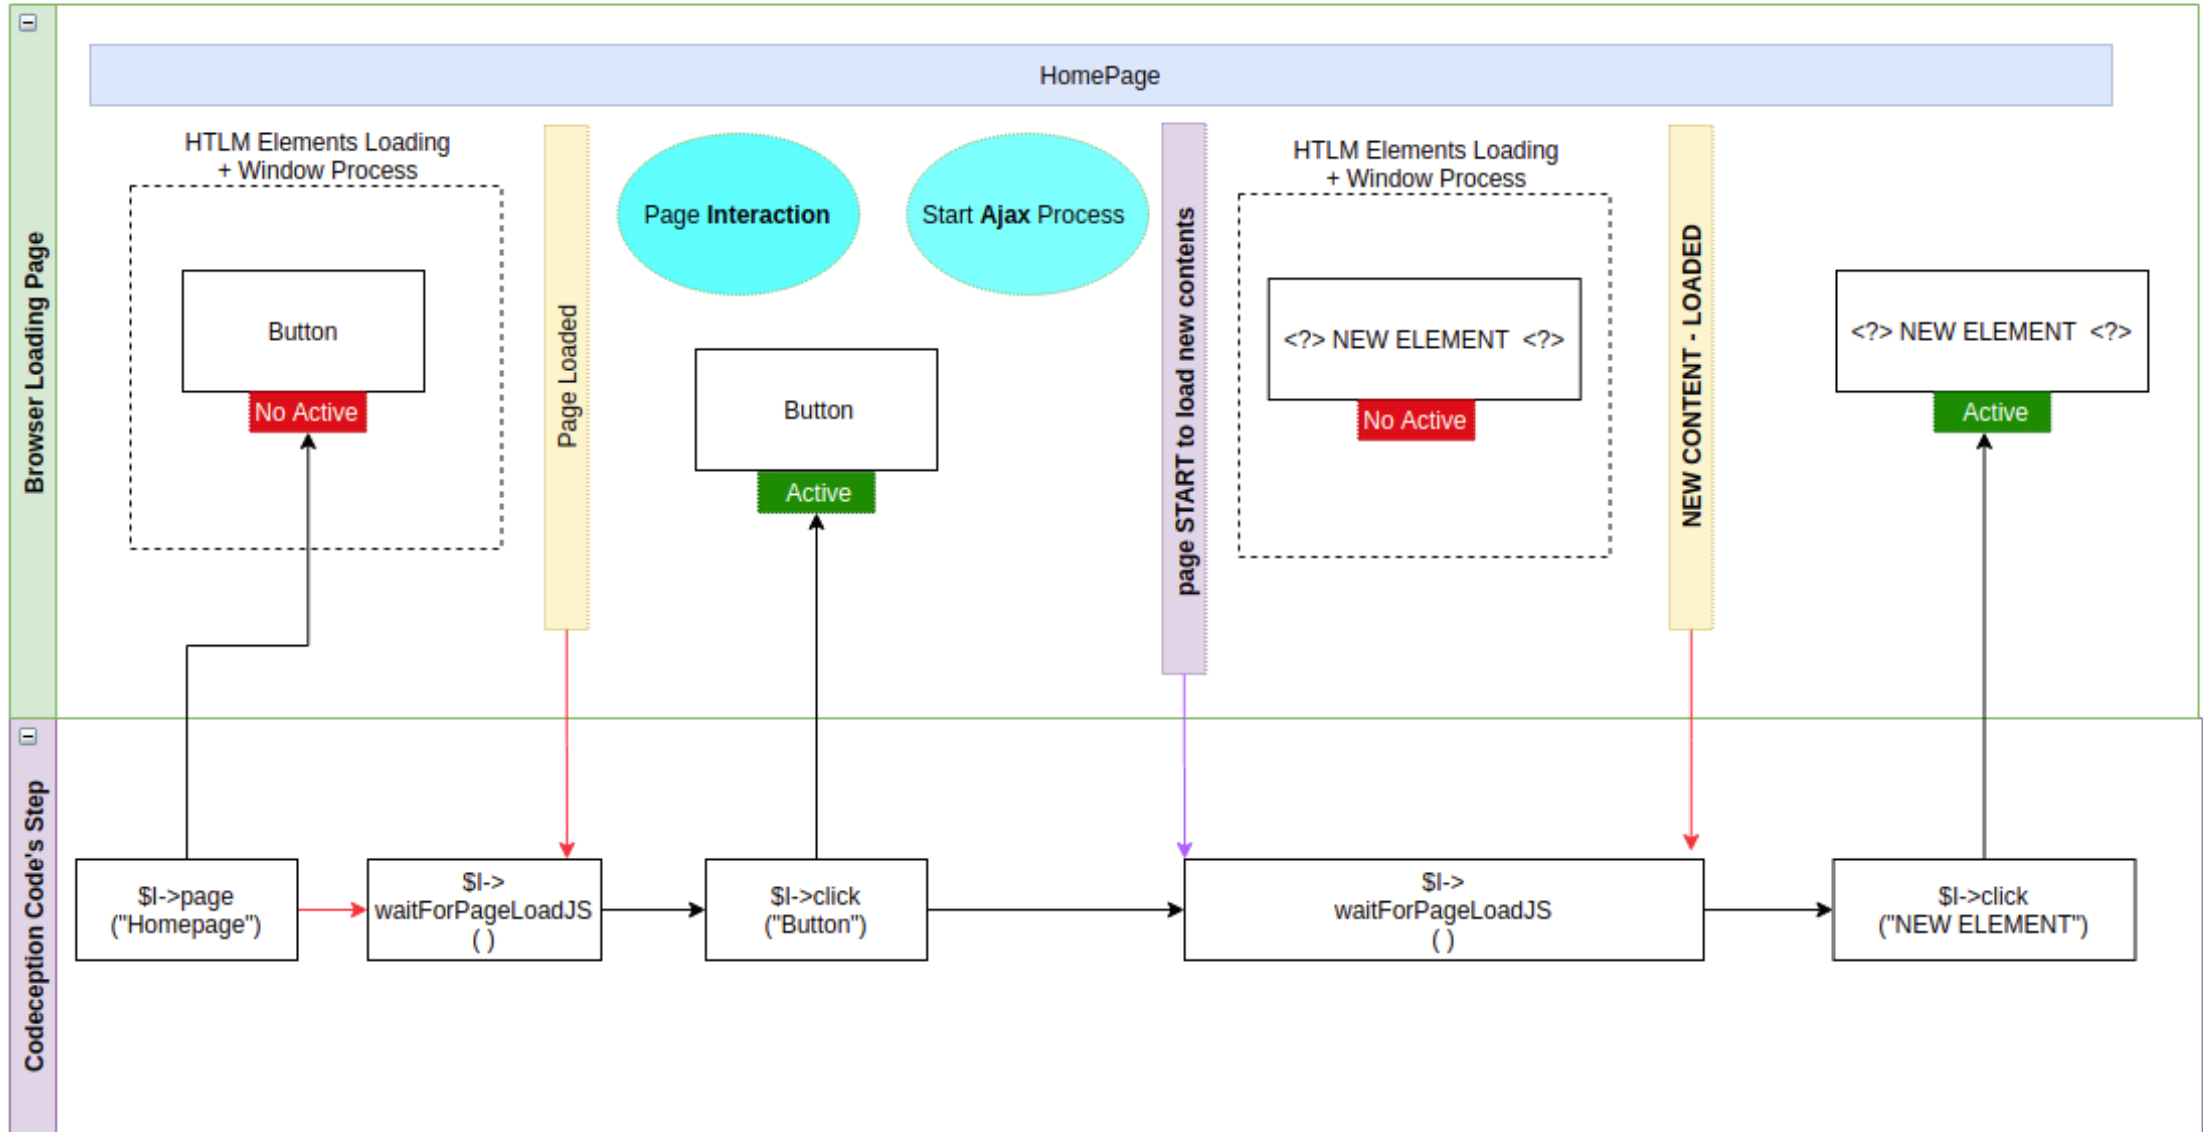 HomePage
Browser Loading Page
HTLM Elements Loading
+ Window Process
Button
No Active
Page Loaded
Page Interaction
Start Ajax Process
Button
Active
page START to load new contents
HTLM Elements Loading
+ Window Process
<?> NEW ELEMENT <?>
No Active
NEW CONTENT - LOADED
<?> NEW ELEMENT <?>
Active
Codeception Code's Step
$I->page
("Homepage")
$I->
waitForPageLoadJS
( )
$I->click
("Button")
$I->
waitForPageLoadJS
( )
$I->click
("NEW ELEMENT")